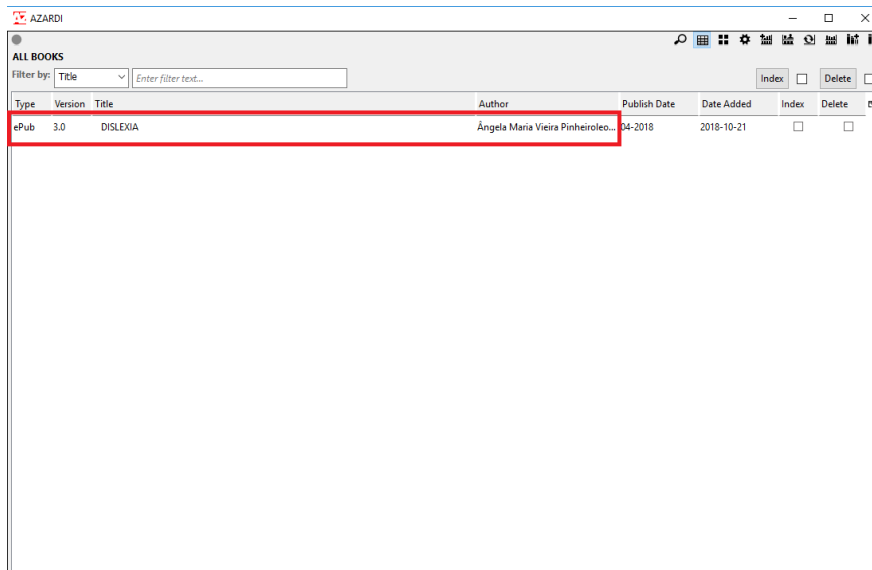 AZARDI
ALL BOOKS
Filter by: Title Enter filter text... Index Delete
Type Version Title Author Publish Date Date Added Index Delete
ePub 3.0 DISLEXIA Ângela Maria Vieira Pinheiroleo... 04-2018 2018-10-21